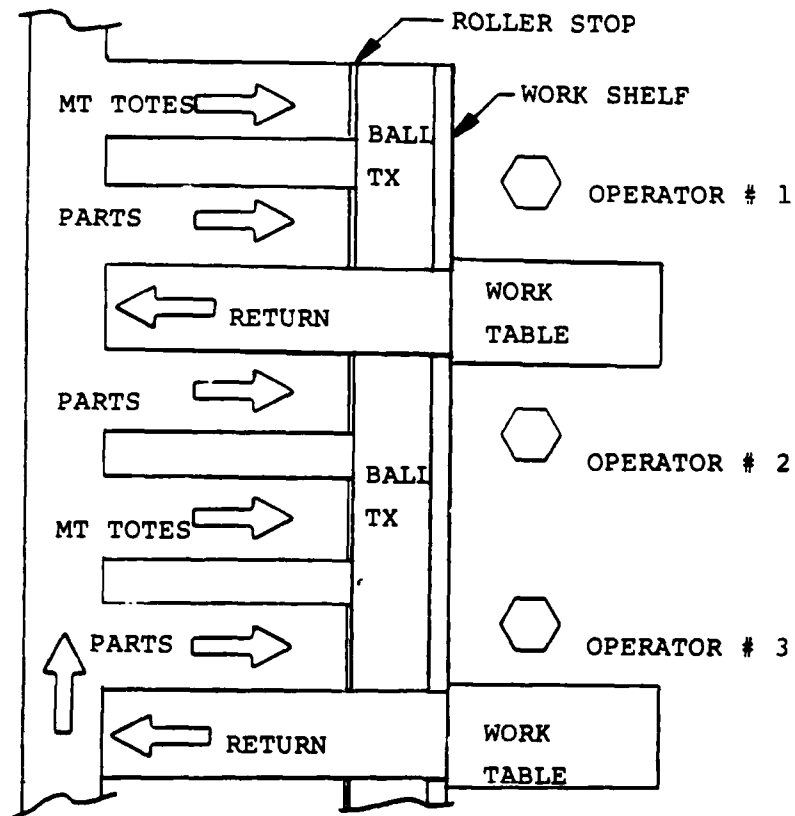 ROLLER STOP
MT TOTES
WORK SHELF
BALL
TX
OPERATOR # 1
PARTS
RETURN
WORK
TABLE
PARTS
OPERATOR # 2
BALL
TX
MT TOTES
PARTS
OPERATOR # 3
RETURN
WORK
TABLE